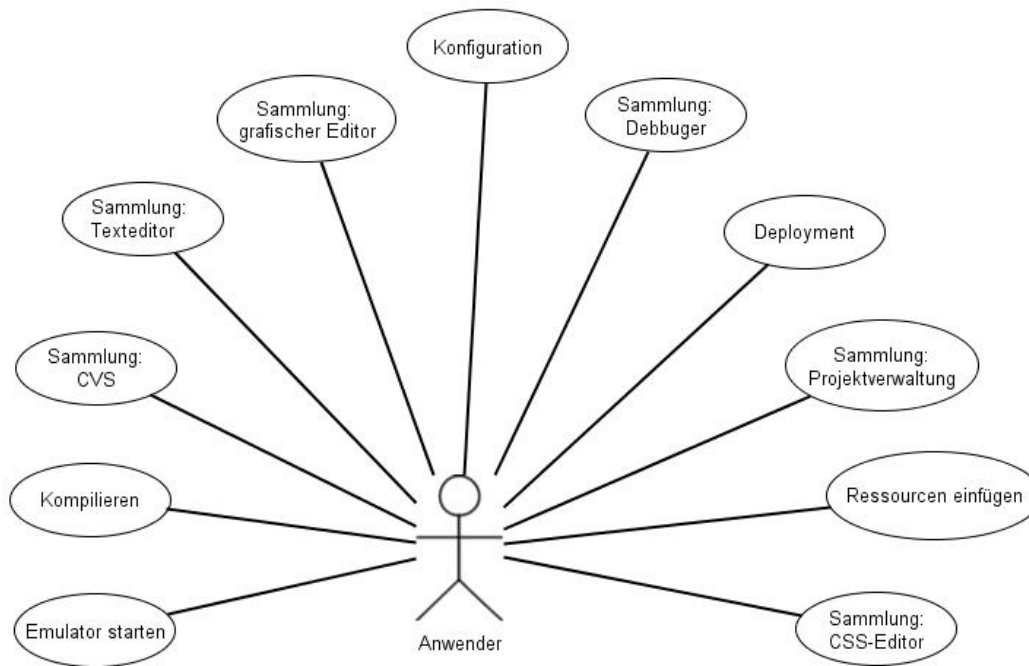 Konfiguration
Sammlung:
grafischer Editor
Sammlung:
Debbuger
Sammlung:
Texteditor
Deployment
Sammlung:
CVS
Sammlung:
Projektverwaltung
Kompilieren
Ressourcen einfügen
Emulator starten
Anwender
Sammlung:
CSS-Editor